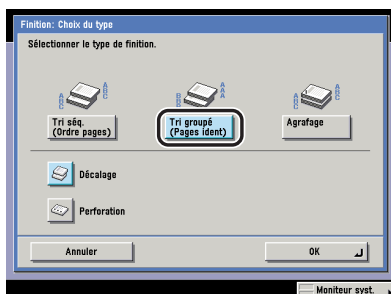 Finition: Choix du type
Sélectionner le type de finition.
A B C A B C
B B B A A A
A B C A B C
Tri séq.
(Ordre pages)
Tri groupé
(Pages ident)
Agrafage
Décalage
Perforation
Annuler
OK
Moniteur syst.